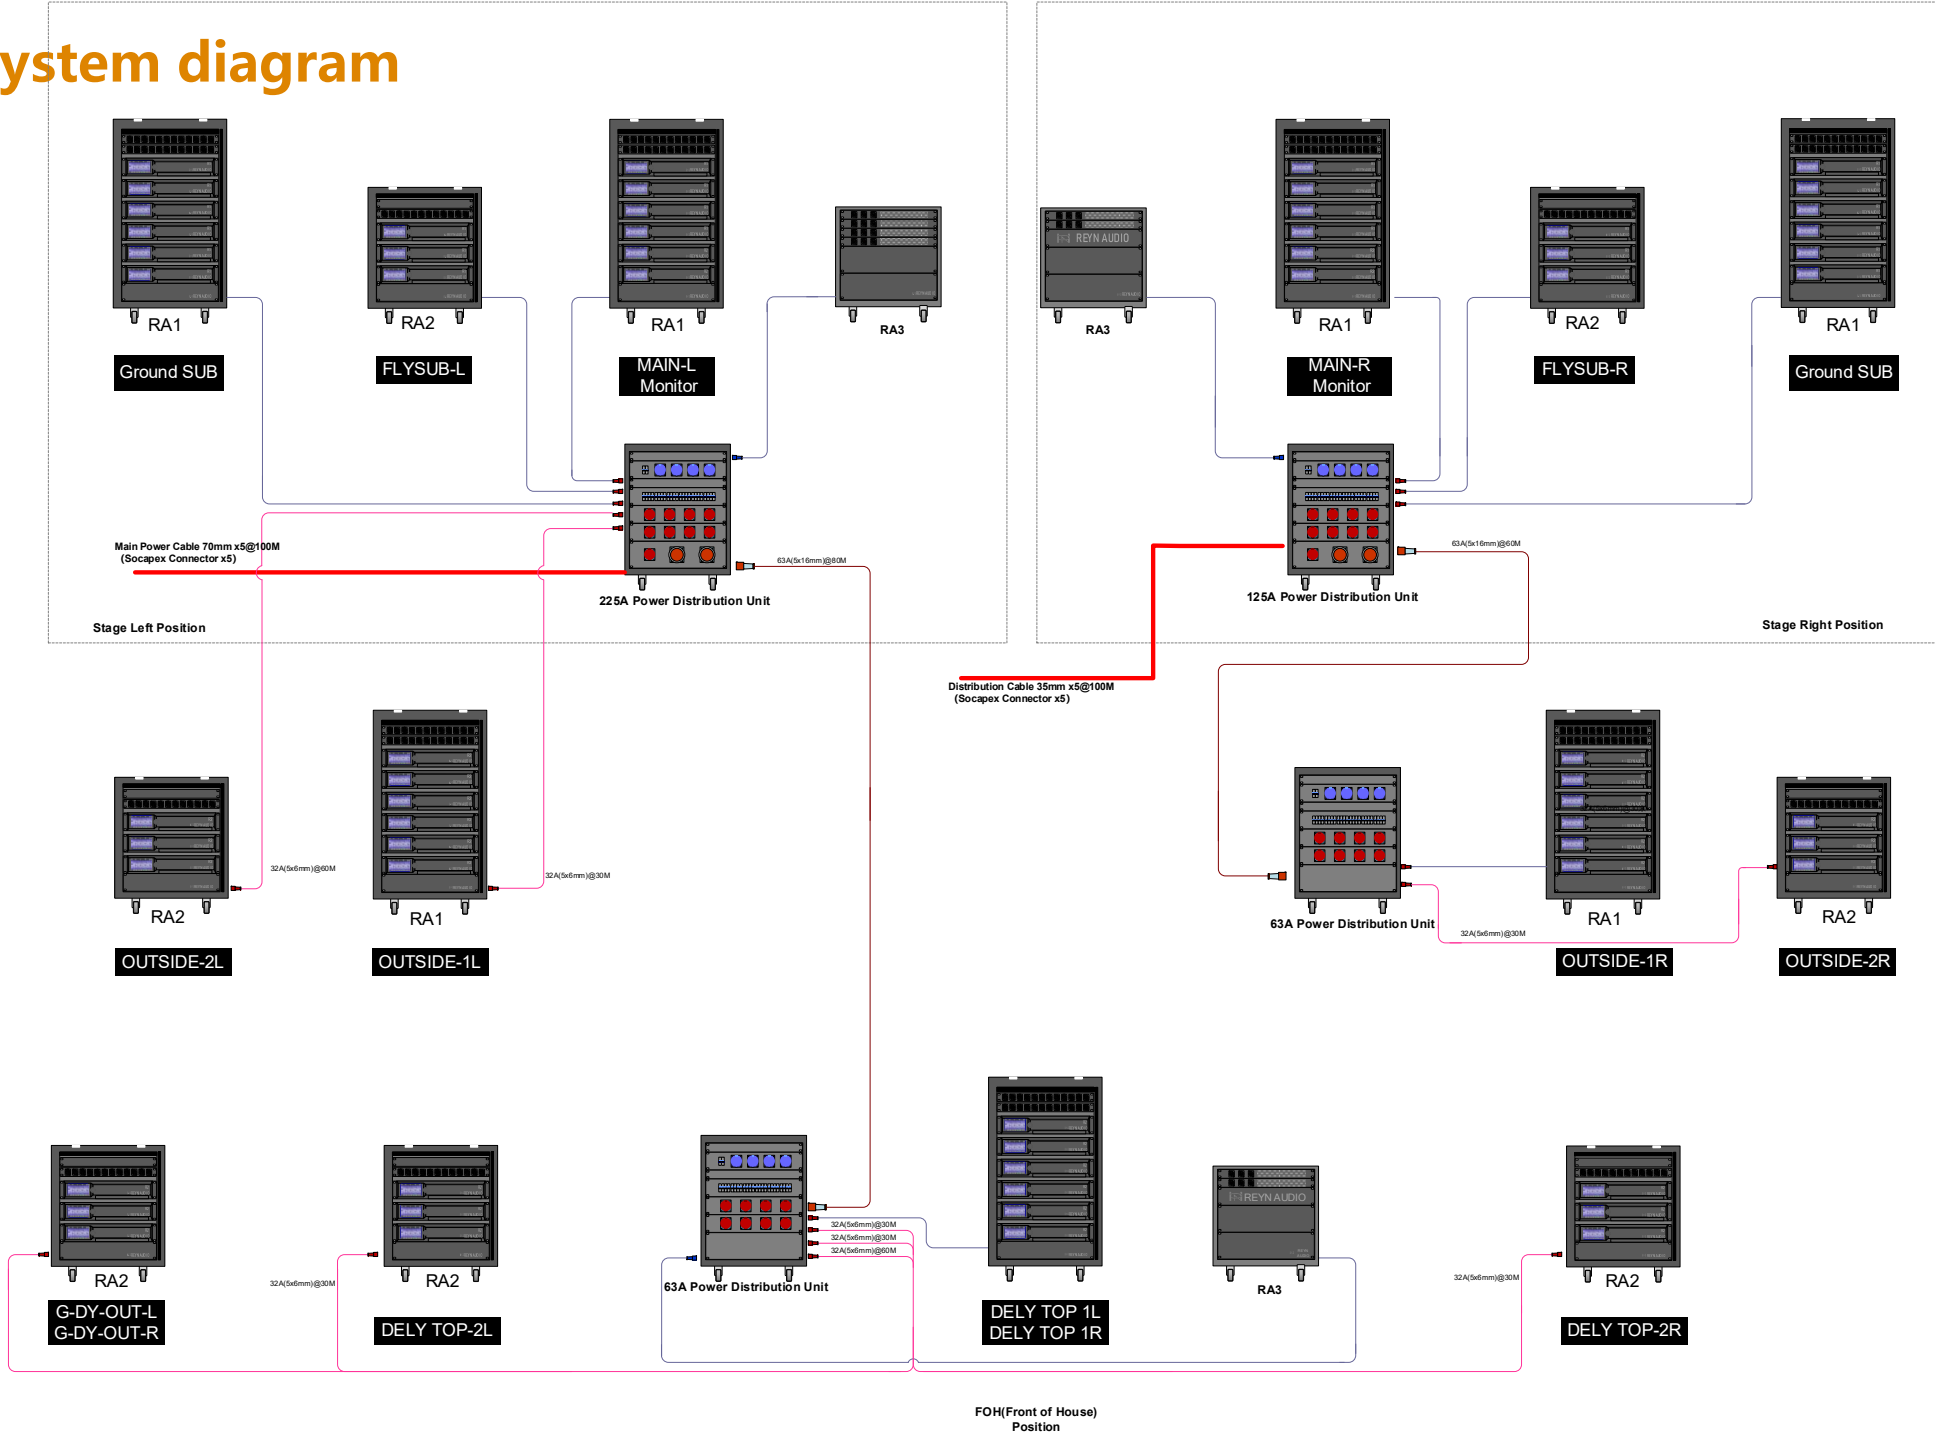 ystem diagram
REYN AUDIO
RA1
RA2
RA1
RA3
RA3
RA1
RA2
RA1
Ground SUB
FLYSUB-L
MAIN-L
Monitor
MAIN-R
Monitor
FLYSUB-R
Ground SUB
Main Power Cable 70mm x5@100M
(Socapex Connector x5)
63A(5x16mm)@80M
63A(5x16mm)@60M
225A Power Distribution Unit
125A Power Distribution Unit
Stage Left Position
Stage Right Position
Distribution Cable 35mm x5@100M
(Socapex Connector x5)
32A(5x6mm)@60M
32A(5x6mm)@30M
RA2
RA1
63A Power Distribution Unit
32A(5x6mm)@30M
RA1
RA2
OUTSIDE-2L
OUTSIDE-1L
OUTSIDE-1R
OUTSIDE-2R
REYN AUDIO
32A(5x6mm)@30M
32A(5x6mm)@30M
32A(5x6mm)@60M
RA2
32A(5x6mm)@30M
RA2
63A Power Distribution Unit
RA3
32A(5x6mm)@30M
RA2
G-DY-OUT-L
G-DY-OUT-R
DELY TOP-2L
DELY TOP 1L
DELY TOP 1R
DELY TOP-2R
FOH(Front of House)
Position